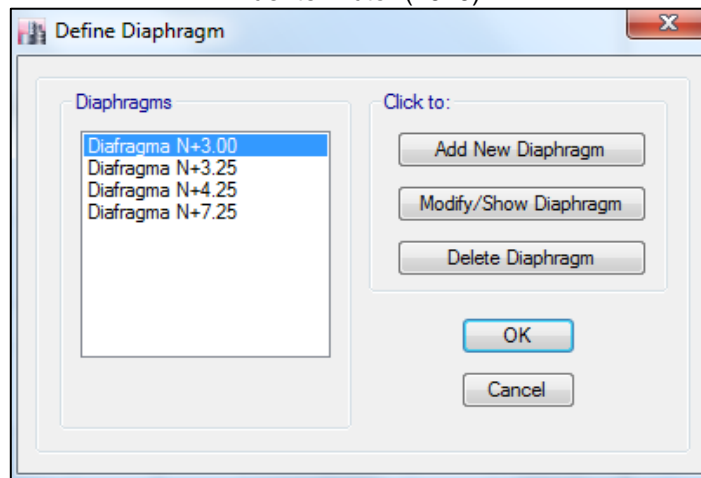 Define Diaphragm
Diaphragms
Diafragma N+3.00
Diafragma N+3.25
Diafragma N+4.25
Diafragma N+7.25
Click to:
Add New Diaphragm
Modify/Show Diaphragm
Delete Diaphragm
OK
Cancel